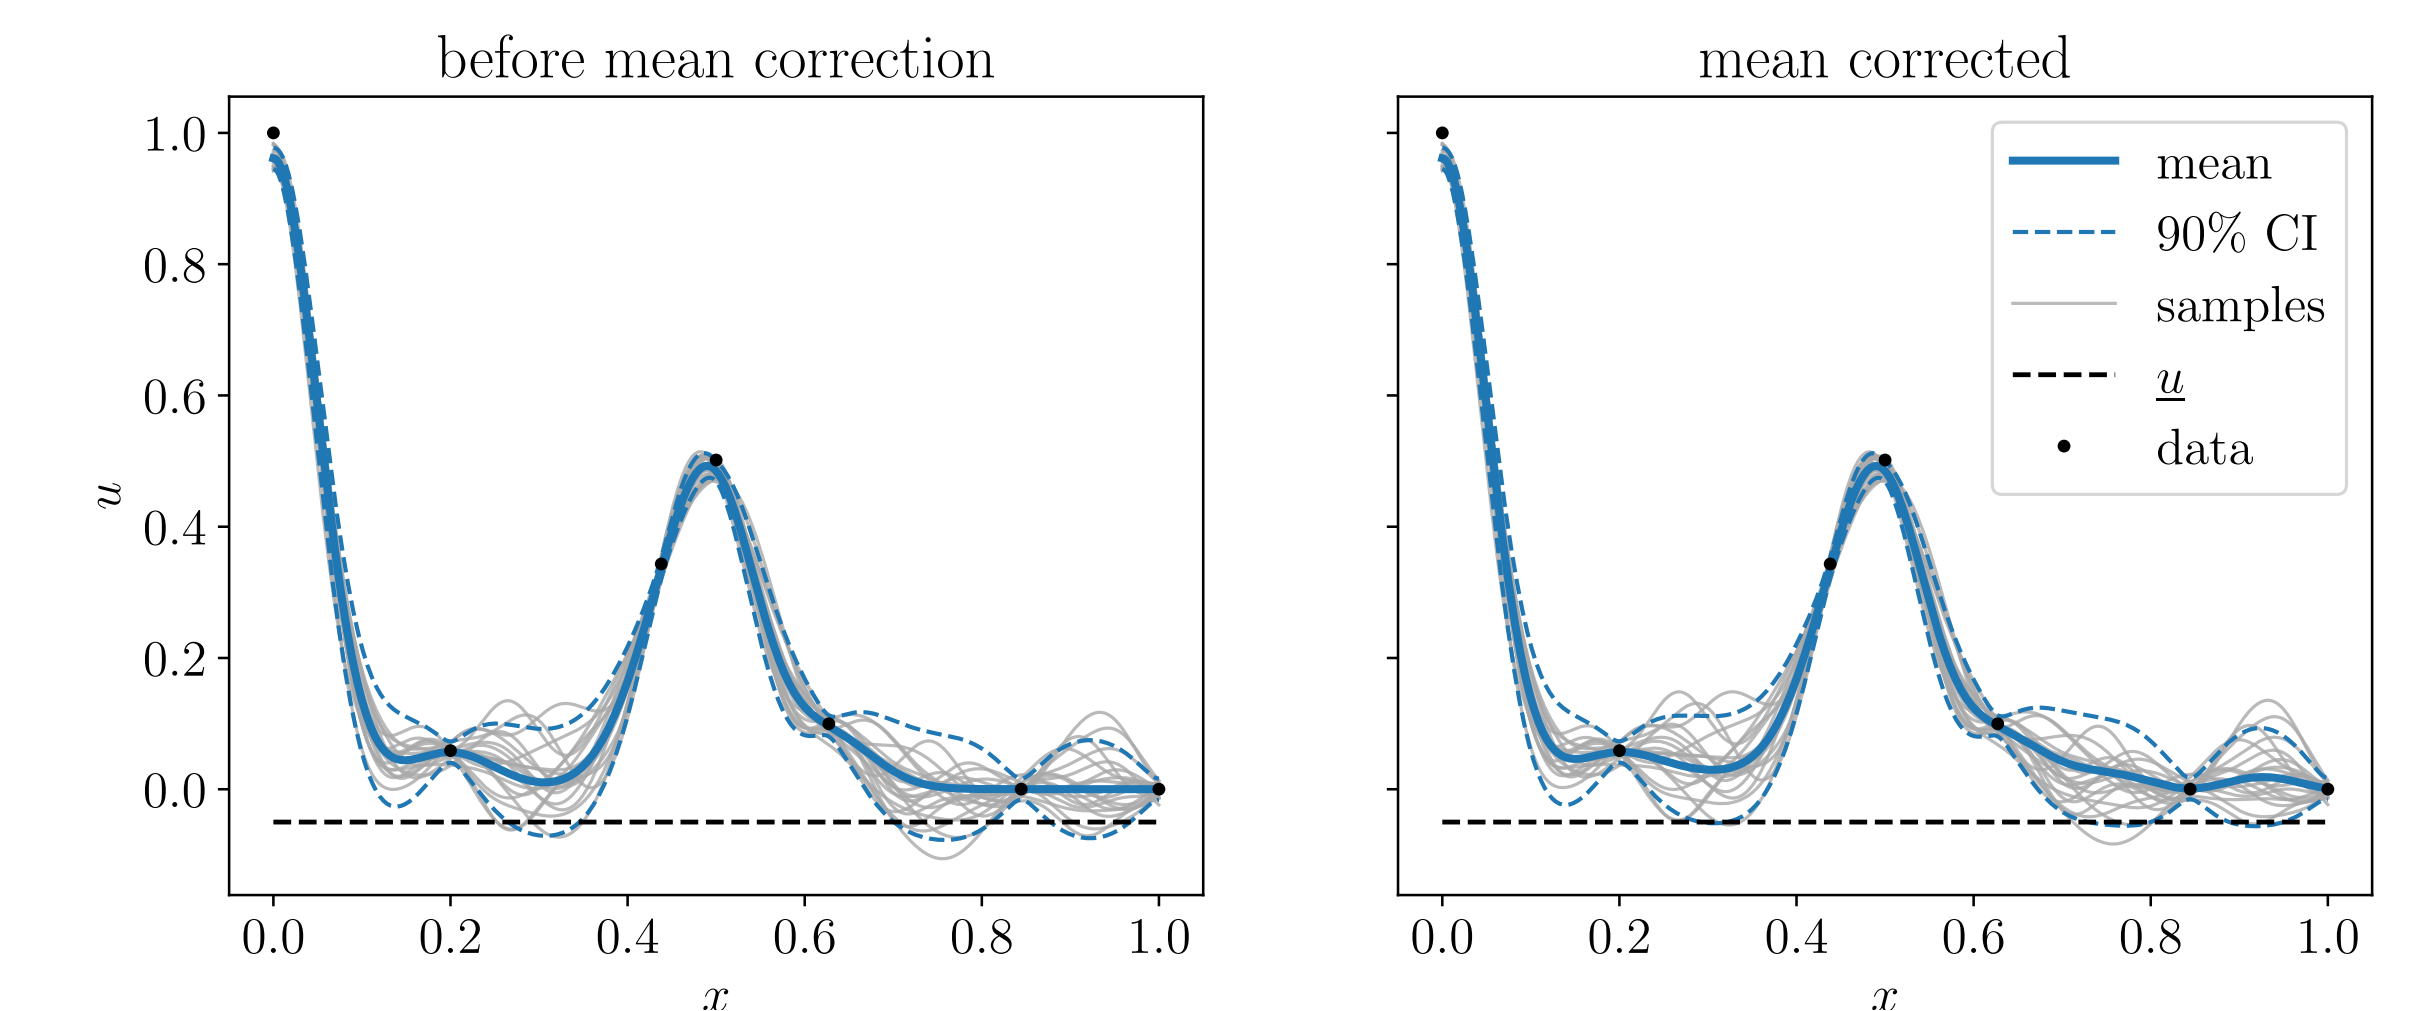 before mean correction
1.0
0.8
0.6
0.4
0.2
0.0
u
0.0 0.2 0.4 0.6 0.8 1.0
x
mean corrected
mean
90% CI
samples
u
data
0.0 0.2 0.4 0.6 0.8 1.0
x